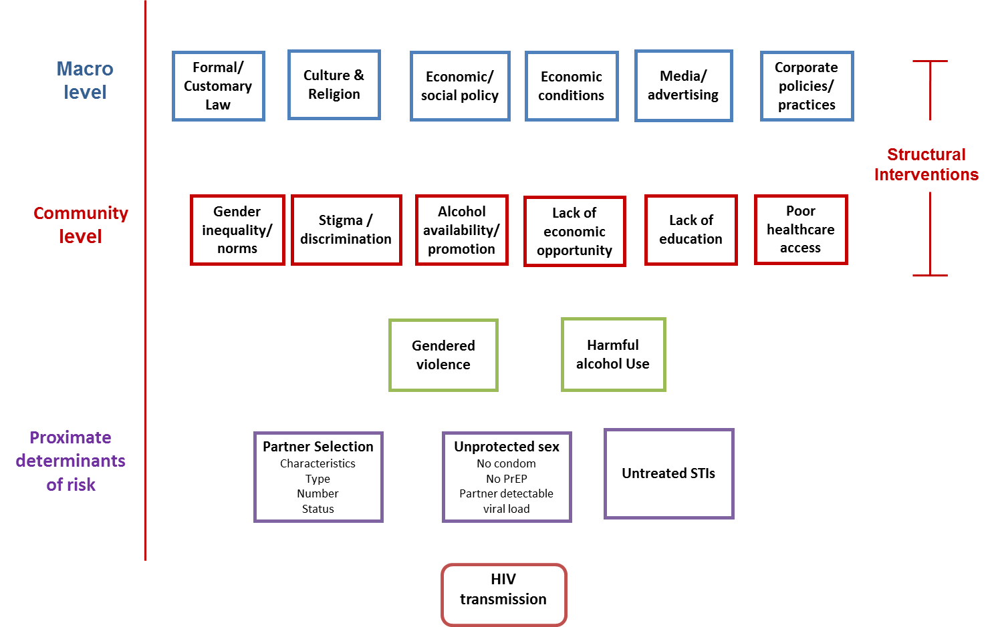 Macro
level
Formal/
Customary
Law
Culture &
Religion
Economic/
social policy
Economic
conditions
Media/
advertising
Corporate
policies/
practices
Structural
Interventions
Community
level
Gender
inequality/
norms
Stigma /
discrimination
Alcohol
availability/
promotion
Lack of
economic
opportunity
Lack of
education
Poor
healthcare
access
Gendered
violence
Harmful
alcohol Use
Proximate
determinants
of risk
Partner Selection
Characteristics
Type
Number
Status
Unprotected sex
No condom
No PrEP
Partner detectable
viral load
Untreated STIs
HIV
transmission